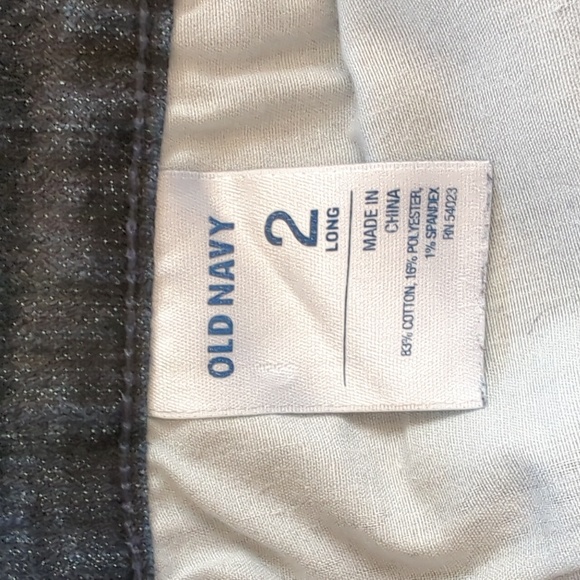 OLD NAVY
2
LONG
MADE IN
CHINA
83% COTTON, 16% POLYESTER,
1% SPANDEX
RN 54023